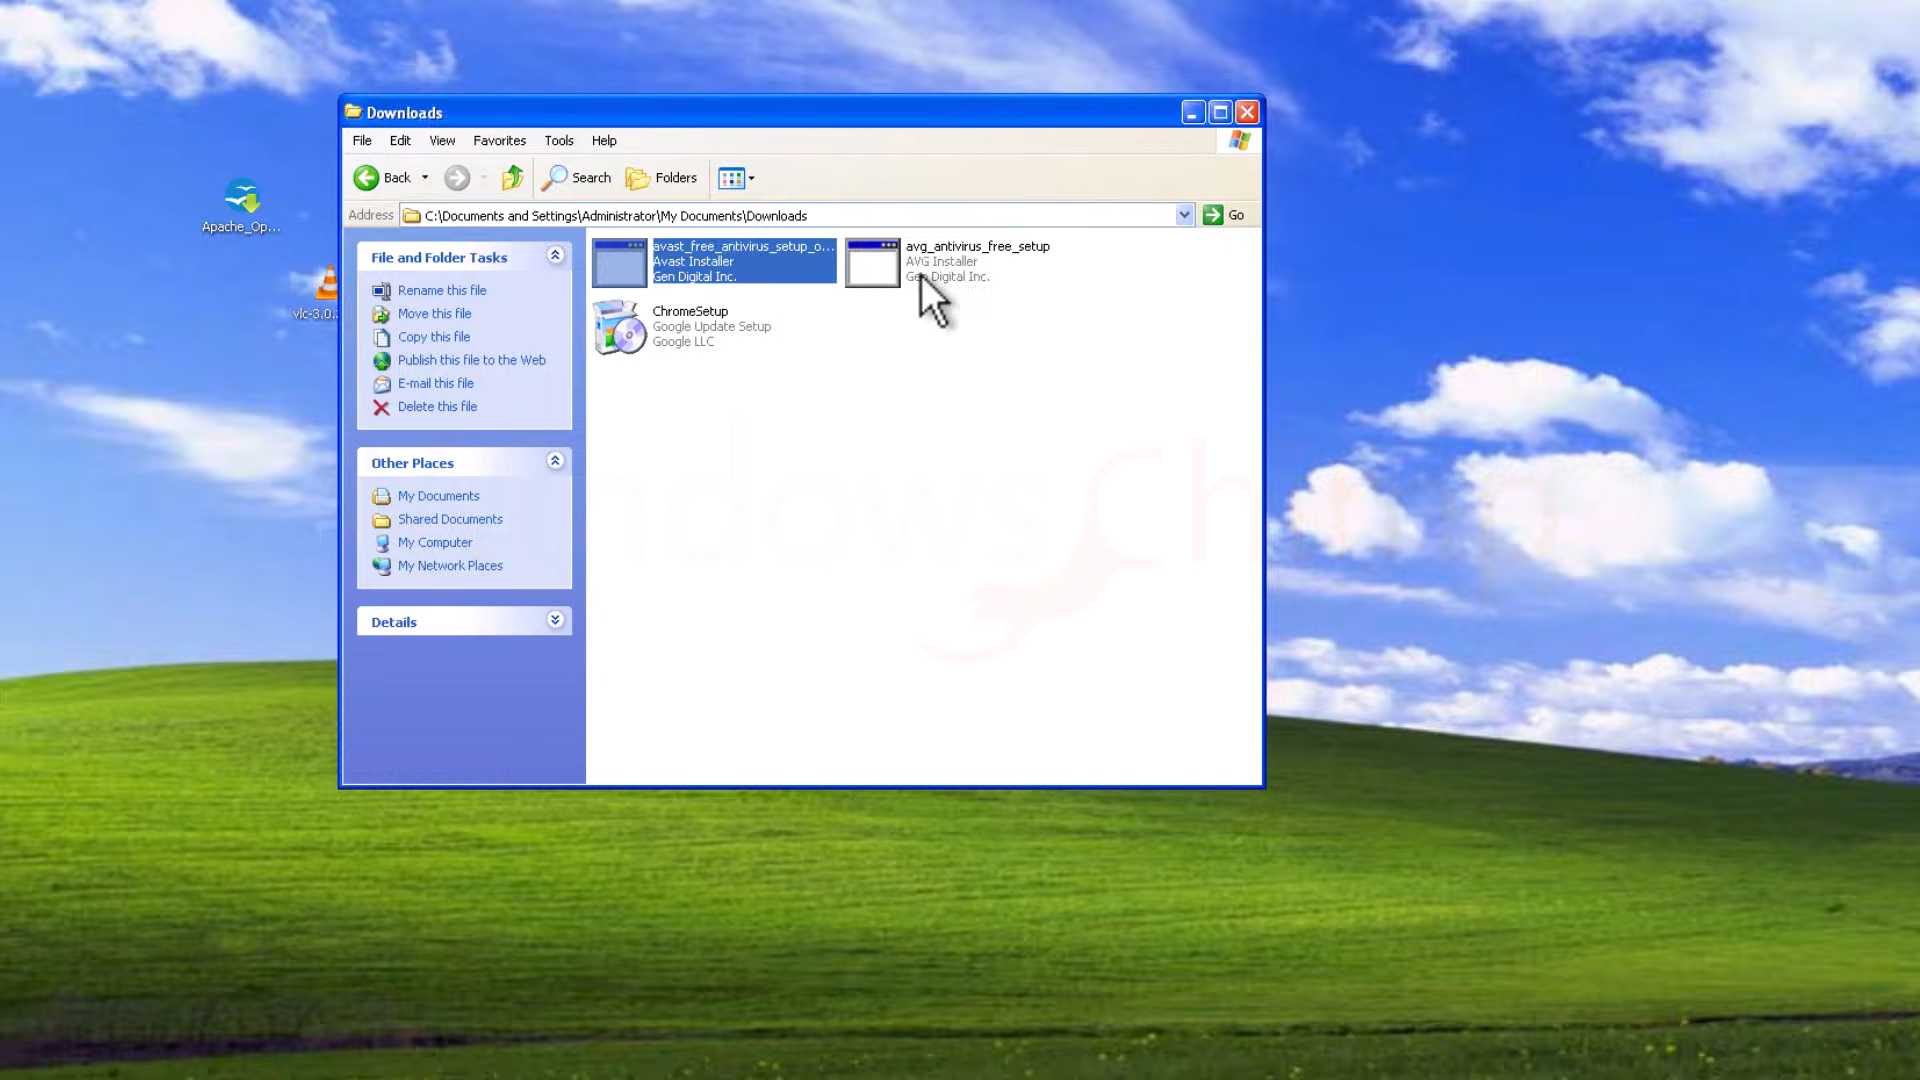 Downloads
File Edit View Favorites Tools Help
Back Search Folders
Address C:\Documents and Settings\Administrator\My Documents\Downloads Go
Apache_Op...
vlc-3.0.
File and Folder Tasks
Rename this file
Move this file
Copy this file
Publish this file to the Web
E-mail this file
Delete this file
Other Places
My Documents
Shared Documents
My Computer
My Network Places
Details
avast_free_antivirus_setup_o...
Avast Installer
Gen Digital Inc.
avg_antivirus_free_setup
AVG Installer
Gen Digital Inc.
ChromeSetup
Google Update Setup
Google LLC